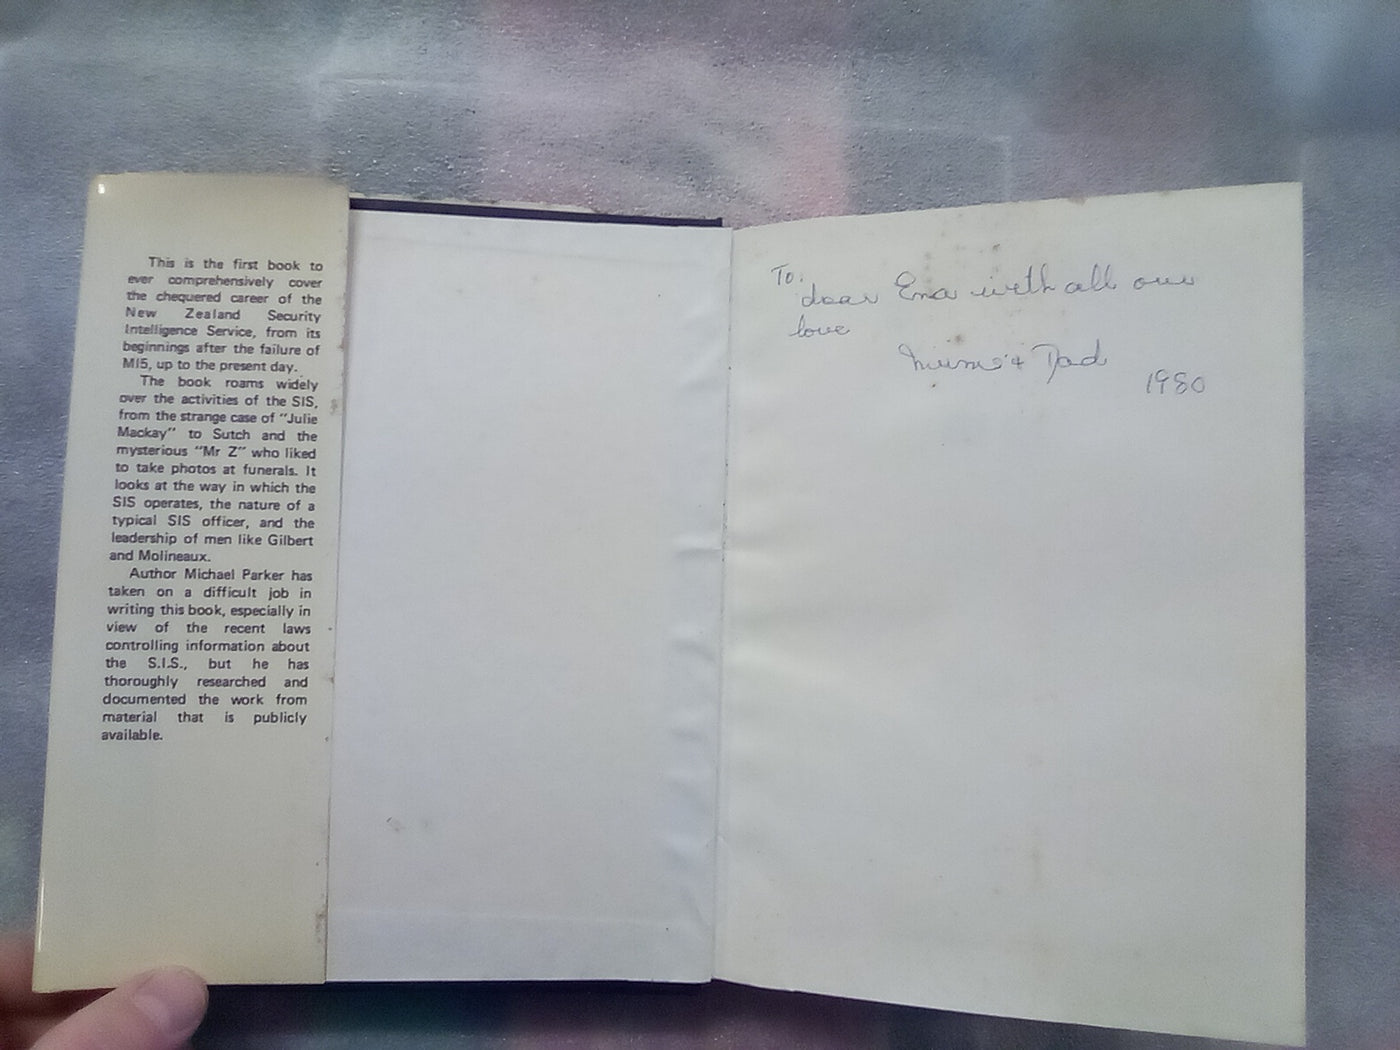 This is the first book to
ever comprehensively cover
the chequered career of the
New Zealand Security
Intelligence Service, from its
beginnings after the failure of
MI5, up to the present day.
The book roams widely
over the activities of the SIS,
from the strange case of "Julie
Mackay" to Sutch and the
mysterious "Mr Z" who liked
to take photos at funerals. It
looks at the way in which the
SIS operates, the nature of a
typical SIS officer, and the
leadership of men like Gilbert
and Molineaux.
Author Michael Parker has
taken on a difficult job in
writing this book, especially in
view of the recent laws
controlling information about
the S.I.S., but he has
thoroughly researched and
documented the work from
material that is publicly
available.
To:
dear Ena with all our
love
Mum & Dad
1980